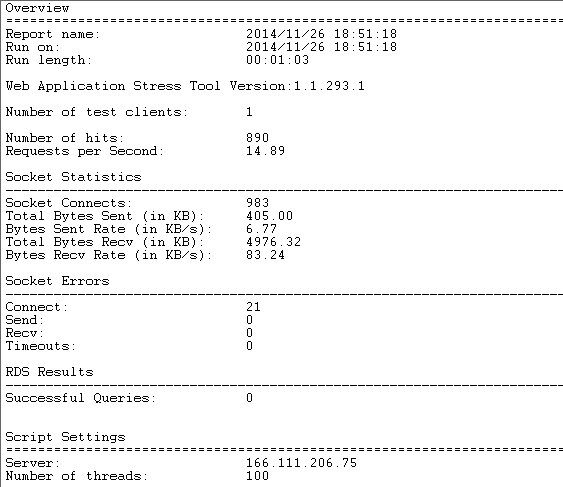 Overview
================================================================================
Report name: 2014/11/26 18:51:18
Run on: 2014/11/26 18:51:18
Run length: 00:01:03
Web Application Stress Tool Version:1.1.293.1
Number of test clients: 1
Number of hits: 890
Requests per Second: 14.89
Socket Statistics
--------------------------------------------------------------------------------
Socket Connects: 983
Total Bytes Sent (in KB): 405.00
Bytes Sent Rate (in KB/s): 6.77
Total Bytes Recv (in KB): 4976.32
Bytes Recv Rate (in KB/s): 83.24
Socket Errors
--------------------------------------------------------------------------------
Connect: 21
Send: 0
Recv: 0
Timeouts: 0
RDS Results
--------------------------------------------------------------------------------
Successful Queries: 0
Script Settings
================================================================================
Server: 166.111.206.75
Number of threads: 100